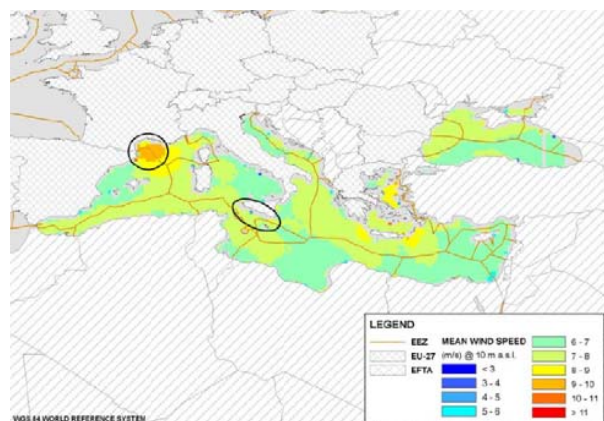 LEGEND
EEZ
EU-27
EFTA
MEAN WIND SPEED
(m/s) @ 10 m a.s.l.
< 3
3 - 4
4 - 5
5 - 6
6 - 7
7 - 8
8 - 9
9 - 10
10 - 11
> 11
WGS 84 WORLD REFERENCE SYSTEM